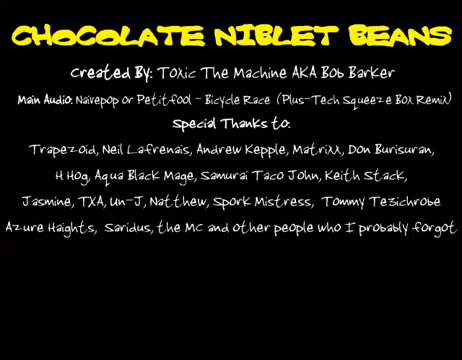 CHOCOLATE NIBLET BEANS
Created By: Toxic The Machine AKA Bob Barker
Main Audio: Naivepop or Petitfool - Bicycle Race (Plus-Tech Squeeze Box Remix)
Special Thanks to:
Trapezoid, Neil Lafrenais, Andrew Kepple, Matrixx, Don Burisuran,
H Hog, Aqua Black Mage, Samurai Taco John, Keith Stack,
Jasmine, TXA, Un-J, Natthew, Spork Mistress, Tommy Tezichrobe
Azure Haights, Saridus, the MC and other people who I probably forgot